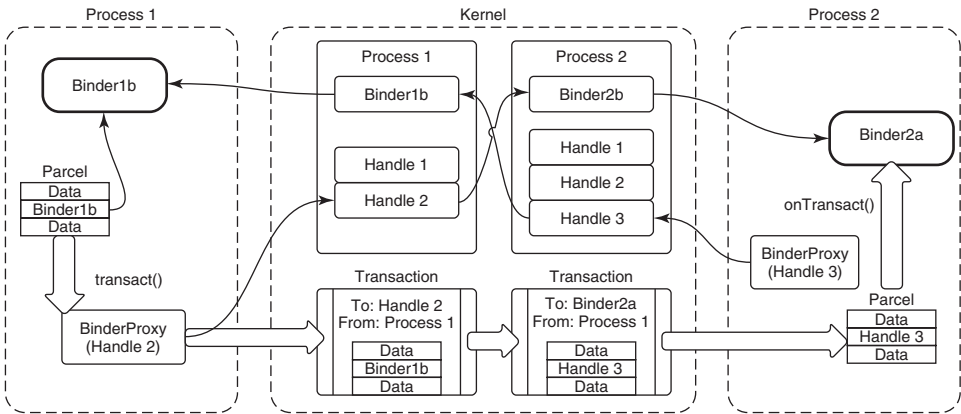 Process 1
Kernel
Process 2
Binder1b
Parcel
Data
Binder1b
Data
transact()
BinderProxy
(Handle 2)
Process 1
Binder1b
Handle 1
Handle 2
Process 2
Binder2b
Handle 1
Handle 2
Handle 3
Transaction
To: Handle 2
From: Process 1
Data
Binder1b
Data
Transaction
To: Binder2a
From: Process 1
Data
Handle 3
Data
Binder2a
onTransact()
BinderProxy
(Handle 3)
Parcel
Data
Handle 3
Data